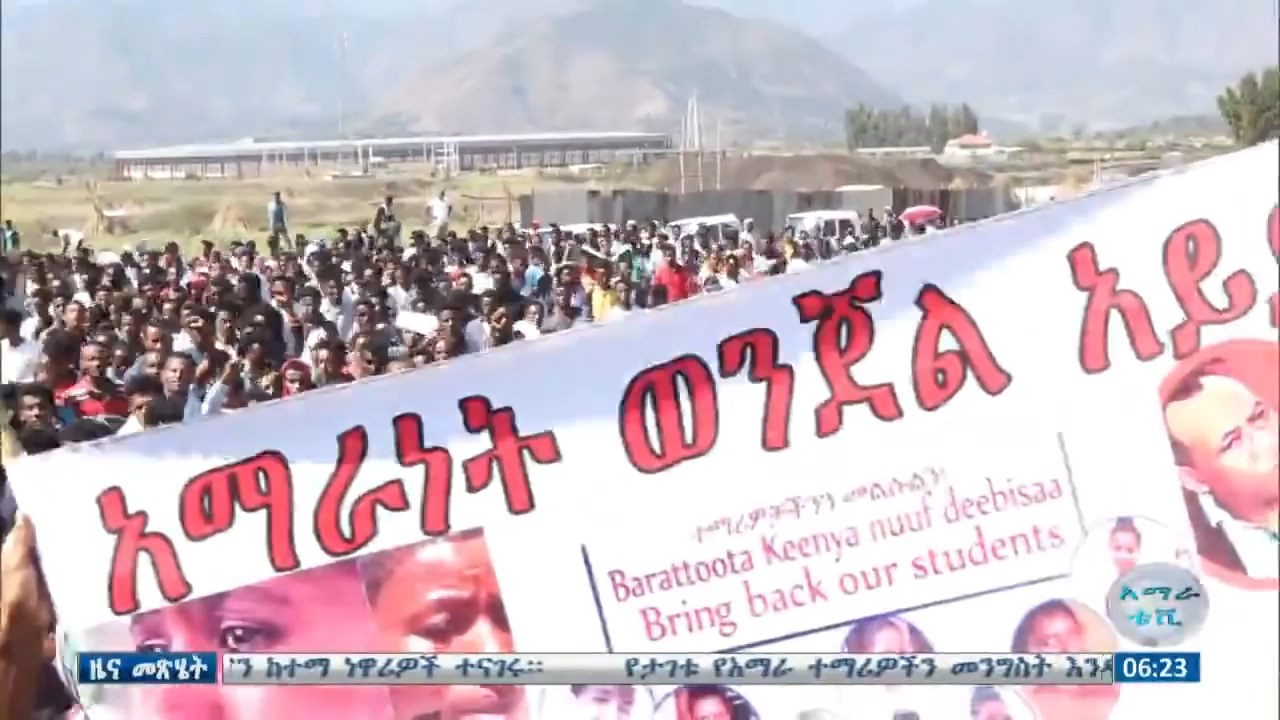 አማራነት ወንጀል አይ
ተማሪዎቻችንን መልሱልን!
Barattoota Keenya nuuf deebisaa
Bring back our students
አማራ
ቴቪ
ዜና መጽሄት
ን ከተማ ነዋሪዎች ተናገሩ፡፡ የታገቱ የአማራ ተማሪዎችን መንግስት
06:23